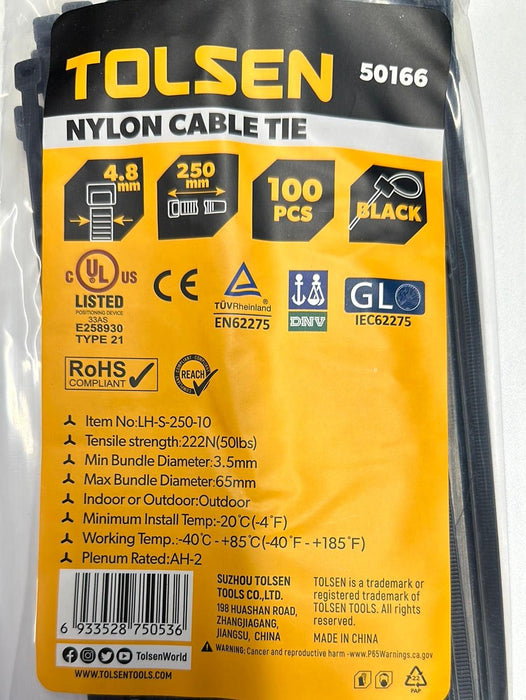 TOLSEN
50166
NYLON CABLE TIE
4.8 mm
250 mm
100 PCS
BLACK
C UL US
LISTED
POSITIONING DEVICE
33AS
E258930
TYPE 21
CE
TÜVRheinland
EN62275
DNV
GL
IEC62275
RoHS
COMPLIANT
REACH
Item No:LH-S-250-10
Tensile strength:222N(50lbs)
Min Bundle Diameter:3.5mm
Max Bundle Diameter:65mm
Indoor or Outdoor:Outdoor
Minimum Install Temp:-20℃(-4℉)
Working Temp.:-40℃ - +85℃(-40℉ - +185℉)
Plenum Rated:AH-2
6 933528 750536
TolsenWorld
WWW.TOLSENTOOLS.COM
SUZHOU TOLSEN
TOOLS CO.,LTD.
198 HUASHAN ROAD,
ZHANGJIAGANG,
JIANGSU, CHINA
TOLSEN is a trademark or
registered trademark of
TOLSEN TOOLS. All rights
reserved.
MADE IN CHINA
WARNING: Cancer and reproductive harm -www.P65Warnings.ca.gov
22
PAP